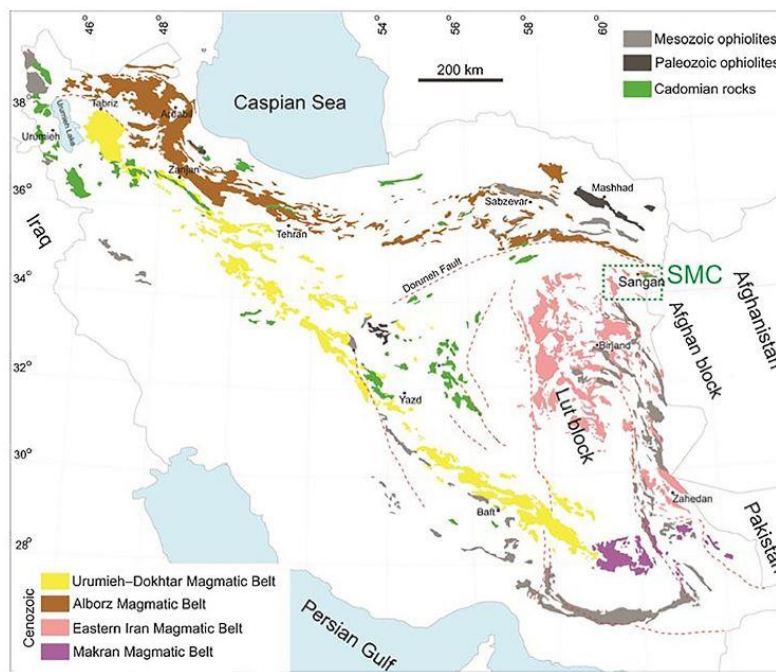 46
48
54
56
58
60
Mesozoic ophiolites
Paleozoic ophiolites
Cadomian rocks
200 km
Caspian Sea
38°
Tabriz
Ardabil
Urumieh Lake
Urumieh
Zanjan
36°
Mashhad
Sabzevar
Tehran
Iraq
Doruneh Fault
34°
Sangan
SMC
Afghanistan
Afghan block
32°
Birjand
Yazd
Lut block
30°
Zahedan
Baft
28°
Pakistan
Persian Gulf
Cenozoic
Urumieh–Dokhtar Magmatic Belt
Alborz Magmatic Belt
Eastern Iran Magmatic Belt
Makran Magmatic Belt